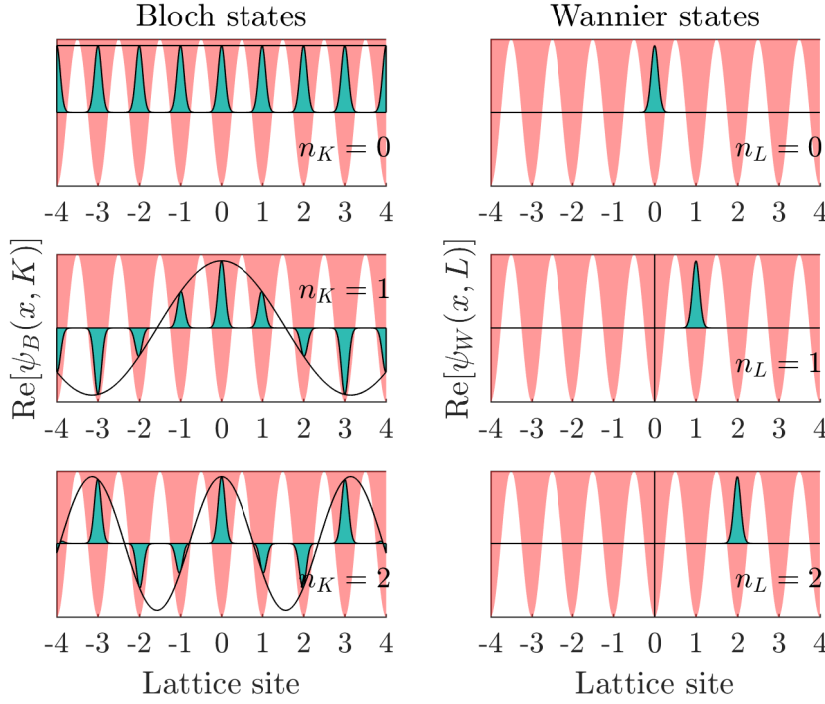 Bloch states
Wannier states
n_K = 0
-4 -3 -2 -1 0 1 2 3 4
n_L = 0
-4 -3 -2 -1 0 1 2 3 4
Re[ψ_B(x, K)]
n_K = 1
-4 -3 -2 -1 0 1 2 3 4
Re[ψ_W(x, L)]
n_L = 1
-4 -3 -2 -1 0 1 2 3 4
n_K = 2
-4 -3 -2 -1 0 1 2 3 4
Lattice site
n_L = 2
-4 -3 -2 -1 0 1 2 3 4
Lattice site